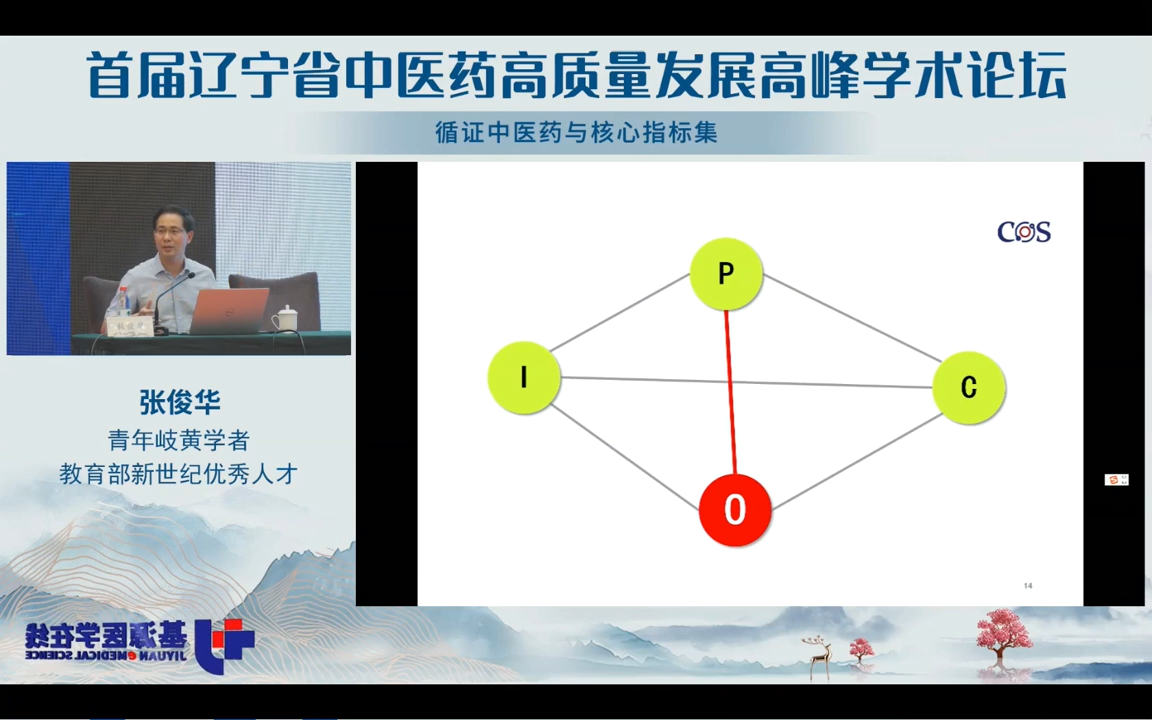 首届辽宁省中医药高质量发展高峰学术论坛
循证中医药与核心指标集
COS
P
I
C
O
14
张俊华
青年岐黄学者
教育部新世纪优秀人才
基源医学在线
JIYUAN eMEDICAL SCIENCE